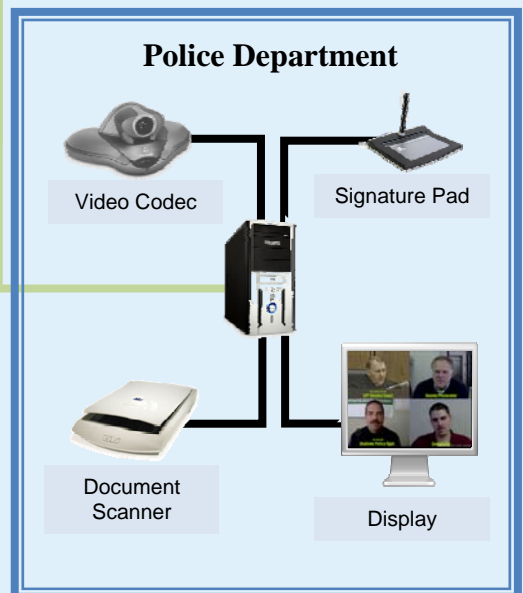 Police Department
Video Codec
Signature Pad
Document
Scanner
Display